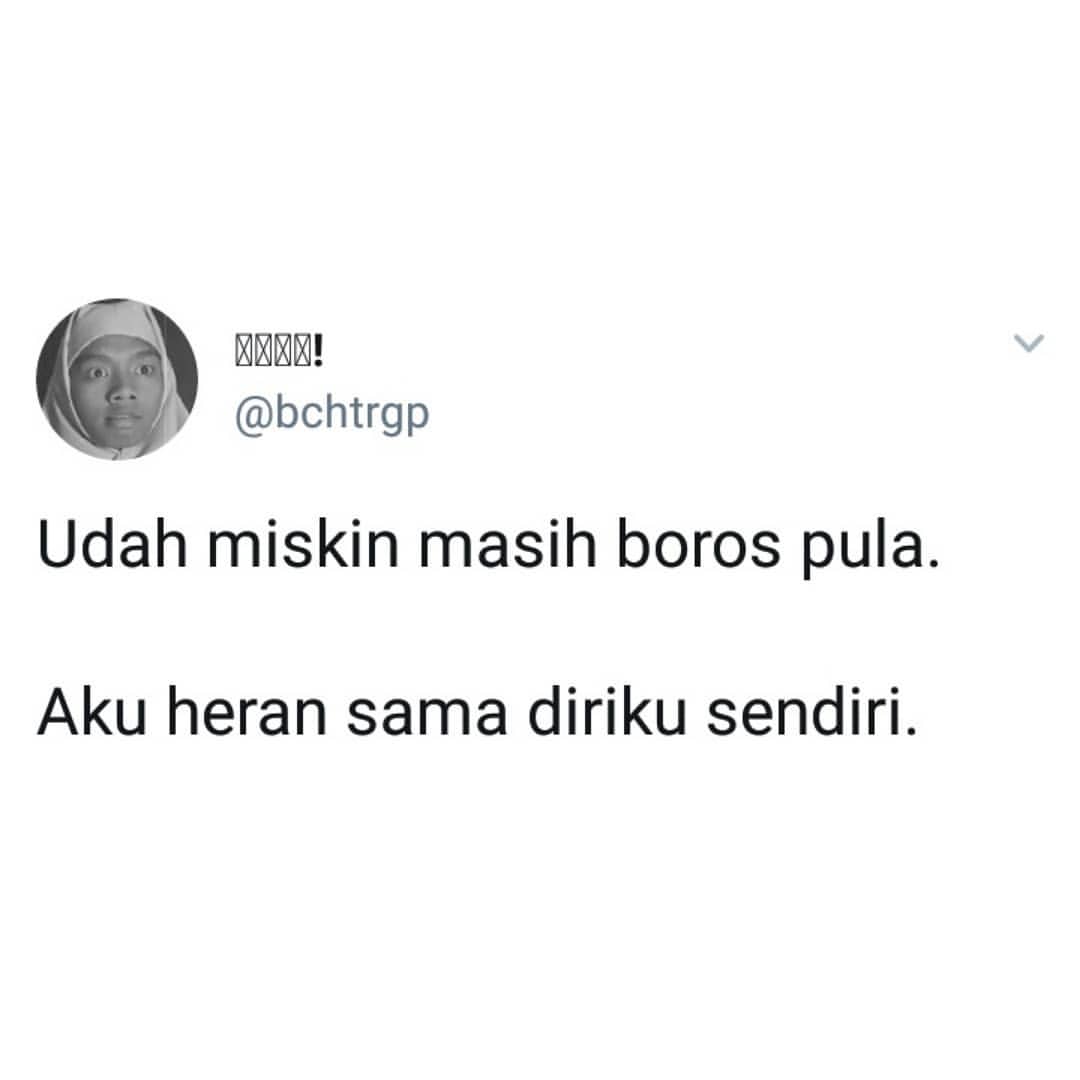 !
@bchtrgp
Udah miskin masih boros pula.
Aku heran sama diriku sendiri.